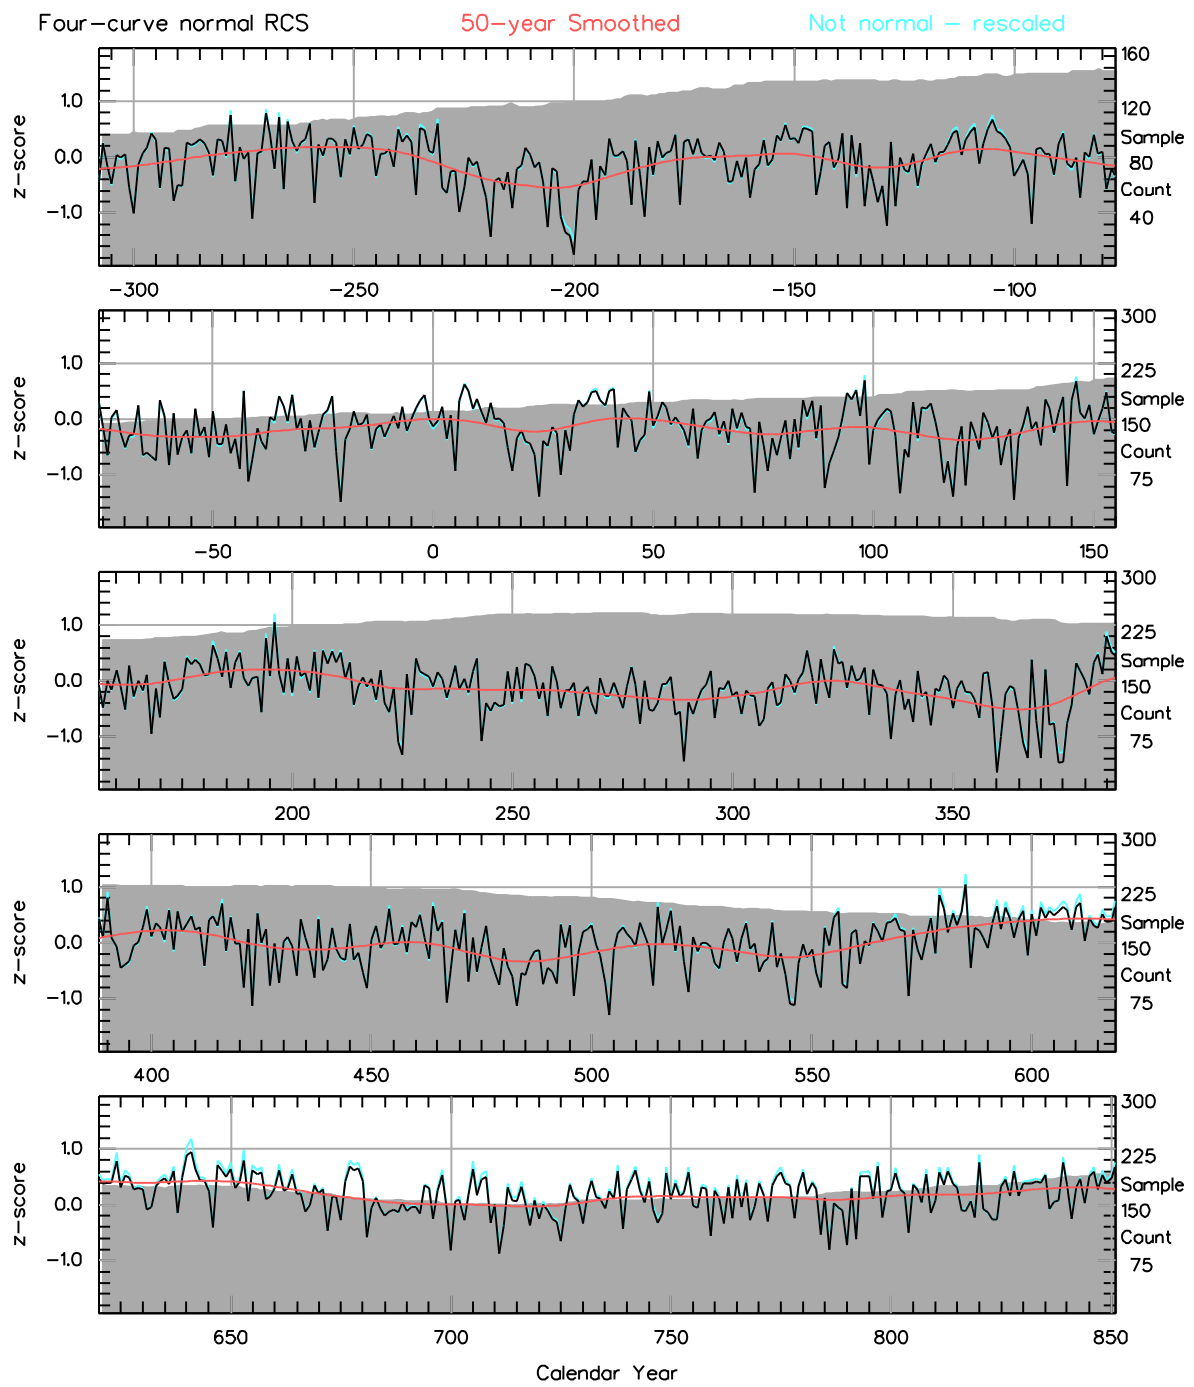 Four-curve normal RCS 50-year Smoothed Not normal - rescaled
160
1.0 120
z-score Sample
0.0 80
Count
-1.0 40
-300 -250 -200 -150 -100
300
1.0 225
z-score Sample
0.0 150
Count
-1.0 75
-50 0 50 100 150
300
1.0 225
z-score Sample
0.0 150
Count
-1.0 75
200 250 300 350
300
1.0 225
z-score Sample
0.0 150
Count
-1.0 75
400 450 500 550 600
300
1.0 225
z-score Sample
0.0 150
Count
-1.0 75
650 700 750 800 850
Calendar Year